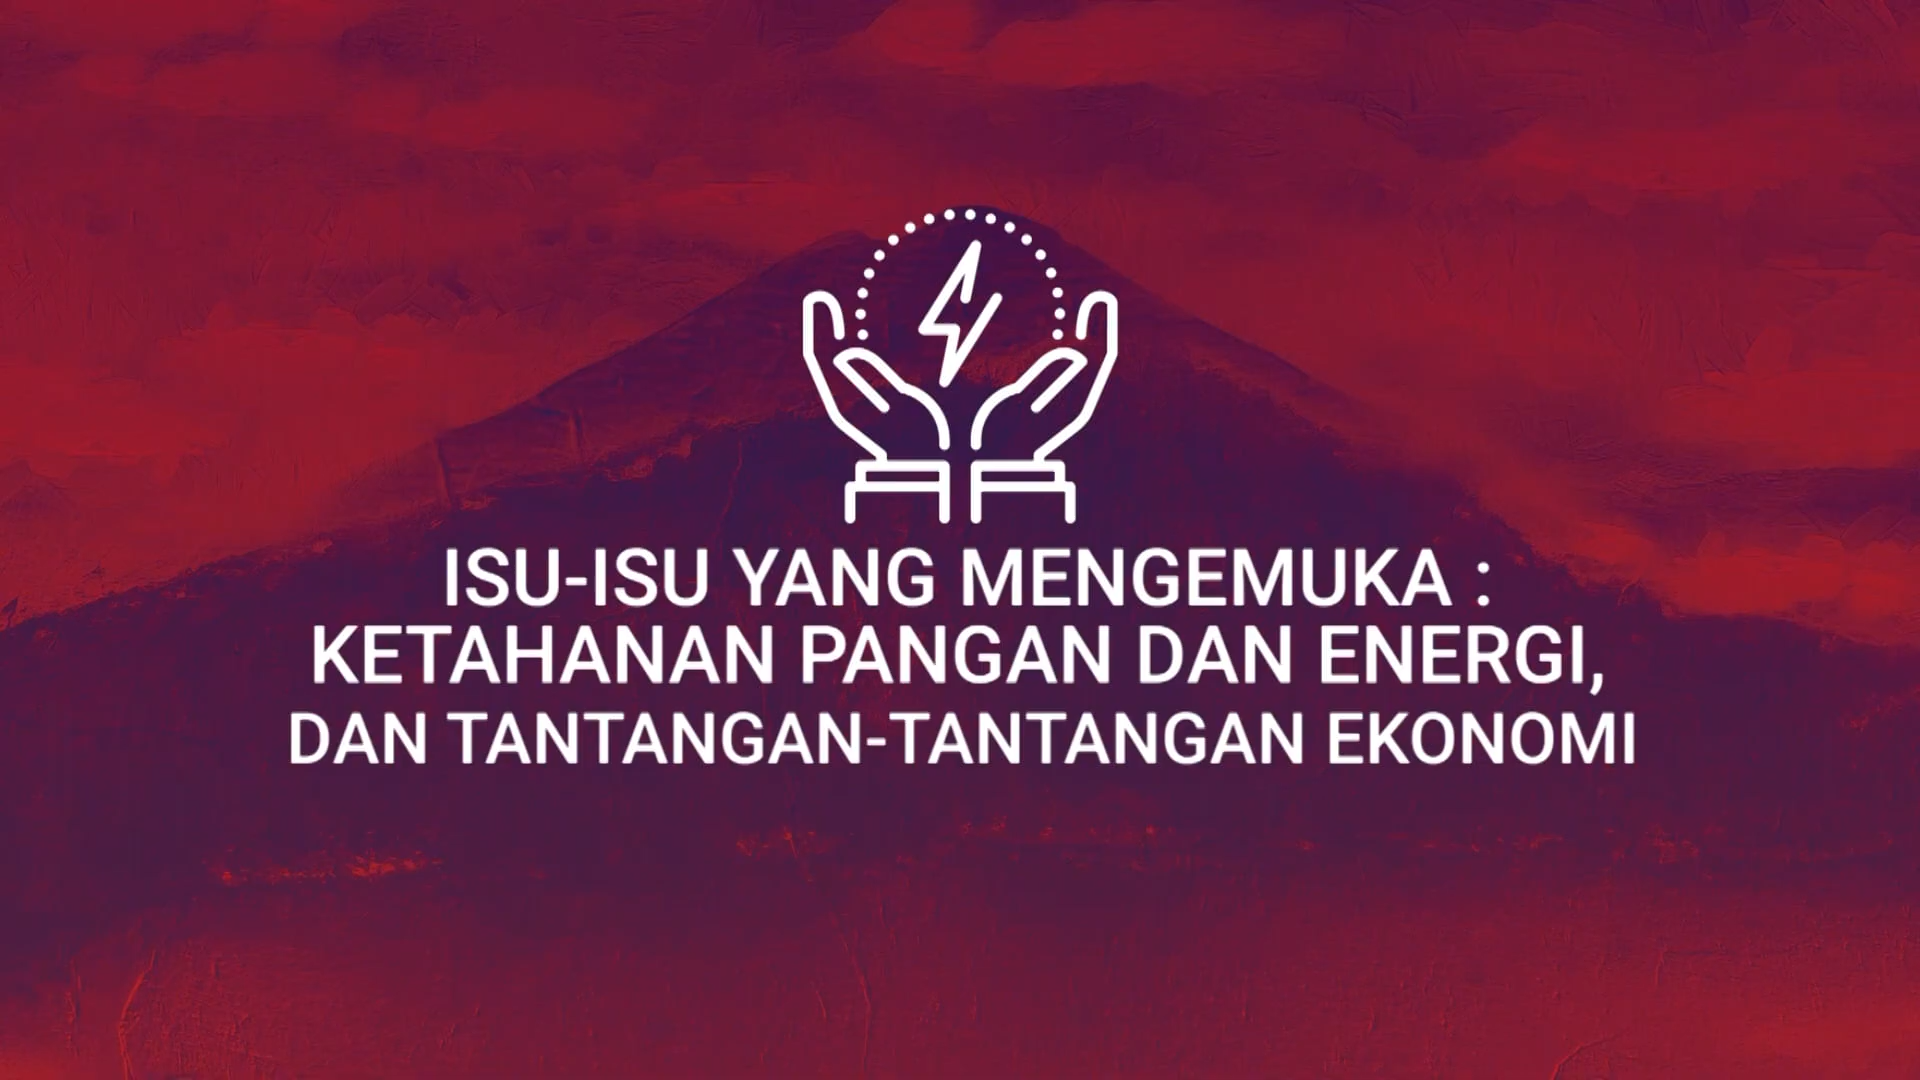 ISU-ISU YANG MENGEMUKA :
KETAHANAN PANGAN DAN ENERGI,
DAN TANTANGAN-TANTANGAN EKONOMI